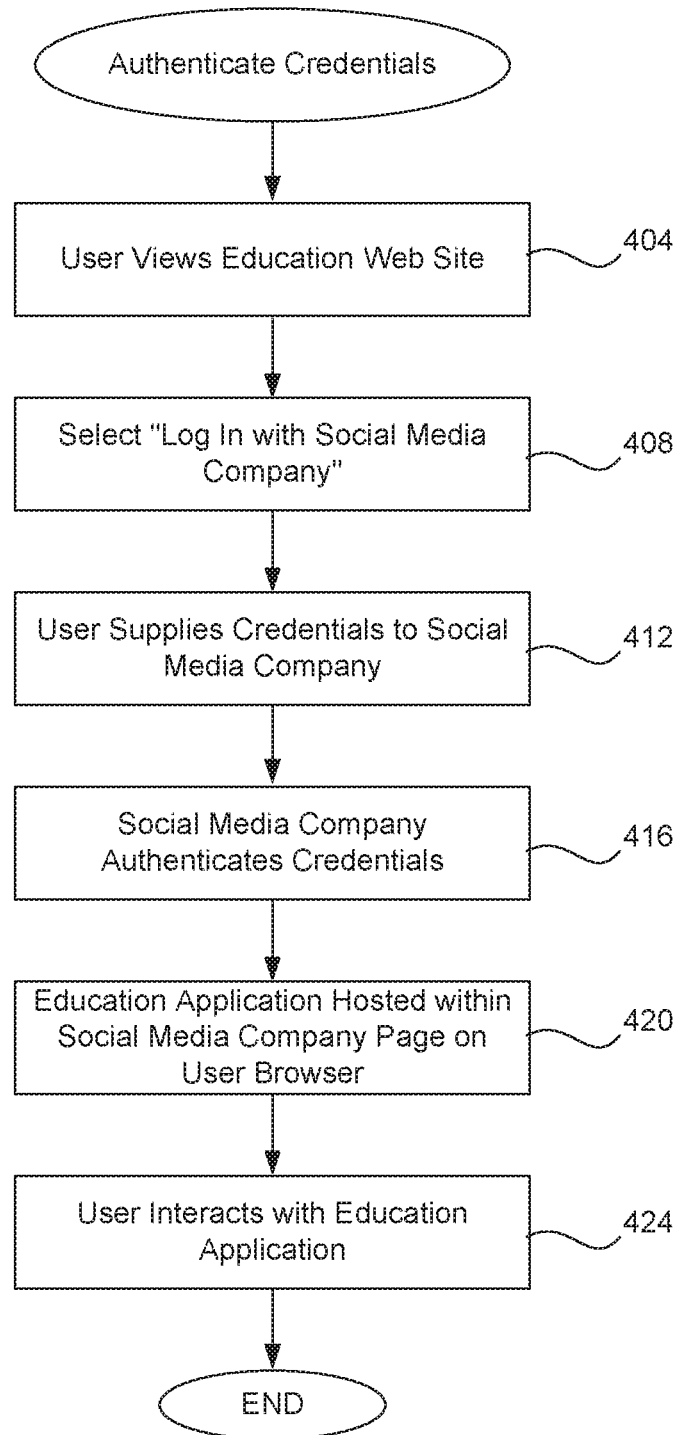 Authenticate Credentials
User Views Education Web Site
404
Select "Log In with Social Media
Company"
408
User Supplies Credentials to Social
Media Company
412
Social Media Company
Authenticates Credentials
416
Education Application Hosted within
Social Media Company Page on
User Browser
420
User Interacts with Education
Application
424
END